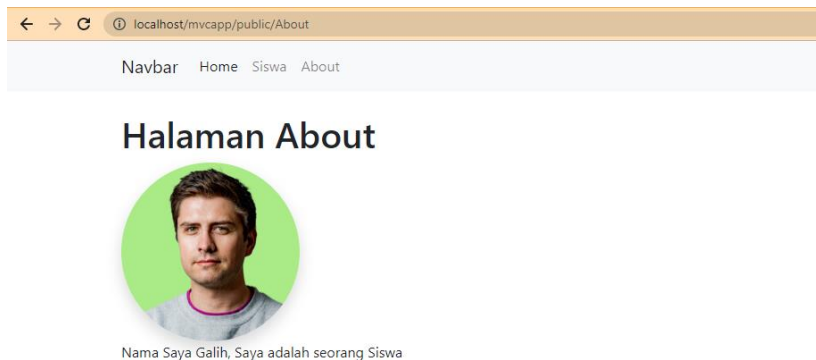 localhost/mvcapp/public/About
Navbar Home Siswa About
Halaman About
Nama Saya Galih, Saya adalah seorang Siswa